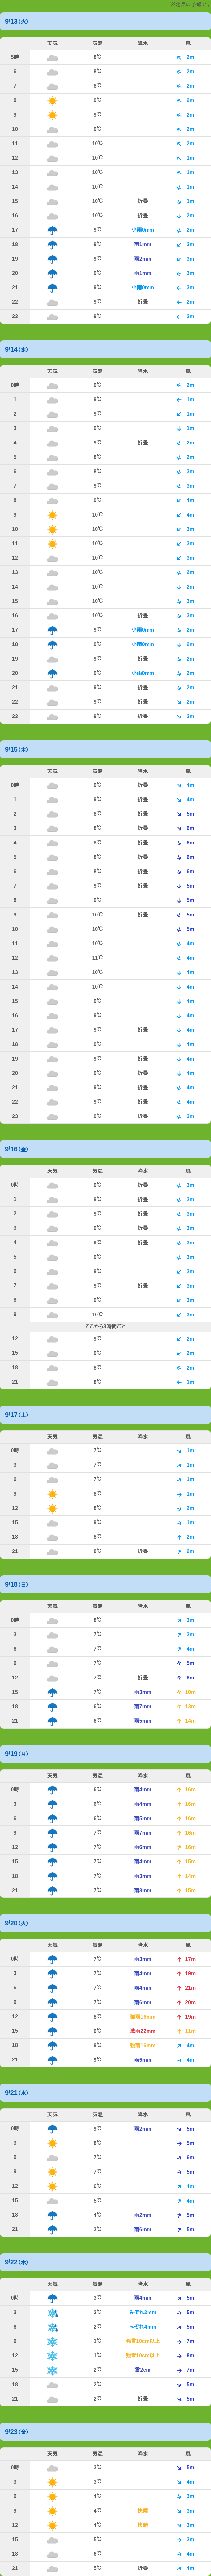 ※名岳の予報です
9/13(火)
天気 気温 降水 風
5時 8℃ 2m
6 8℃ 2m
7 8℃ 2m
8 9℃ 2m
9 9℃ 2m
10 9℃ 2m
11 10℃ 2m
12 10℃ 1m
13 10℃ 1m
14 10℃ 1m
15 10℃ 折畳 1m
16 10℃ 折畳 2m
17 9℃ 小雨0mm 2m
18 9℃ 雨1mm 3m
19 9℃ 雨2mm 3m
20 9℃ 雨1mm 3m
21 9℃ 小雨0mm 3m
22 9℃ 折畳 2m
23 9℃ 2m
9/14(水)
天気 気温 降水 風
0時 9℃ 2m
1 9℃ 1m
2 9℃ 1m
3 9℃ 1m
4 9℃ 折畳 2m
5 8℃ 2m
6 8℃ 3m
7 9℃ 3m
8 9℃ 4m
9 10℃ 4m
10 10℃ 3m
11 10℃ 3m
12 10℃ 3m
13 10℃ 2m
14 10℃ 2m
15 10℃ 3m
16 10℃ 折畳 3m
17 9℃ 小雨0mm 2m
18 9℃ 小雨0mm 2m
19 9℃ 折畳 2m
20 9℃ 小雨0mm 2m
21 9℃ 折畳 2m
22 9℃ 折畳 2m
23 9℃ 折畳 3m
9/15(木)
天気 気温 降水 風
0時 9℃ 折畳 4m
1 9℃ 折畳 4m
2 8℃ 折畳 5m
3 8℃ 折畳 6m
4 8℃ 折畳 6m
5 8℃ 折畳 6m
6 8℃ 折畳 6m
7 9℃ 折畳 5m
8 9℃ 5m
9 10℃ 折畳 5m
10 10℃ 5m
11 10℃ 4m
12 11℃ 4m
13 10℃ 4m
14 10℃ 4m
15 9℃ 4m
16 9℃ 4m
17 9℃ 折畳 4m
18 9℃ 4m
19 9℃ 折畳 4m
20 9℃ 折畳 4m
21 9℃ 折畳 4m
22 9℃ 折畳 4m
23 9℃ 折畳 3m
9/16(金)
天気 気温 降水 風
0時 9℃ 折畳 3m
1 9℃ 折畳 3m
2 9℃ 折畳 3m
3 9℃ 折畳 3m
4 9℃ 折畳 3m
5 9℃ 3m
6 9℃ 3m
7 9℃ 折畳 3m
8 9℃ 3m
9 10℃ 3m
ここから3時間ごと
12 9℃ 2m
15 9℃ 2m
18 8℃ 2m
21 8℃ 1m
9/17(土)
天気 気温 降水 風
0時 7℃ 1m
3 7℃ 1m
6 7℃ 1m
9 8℃ 1m
12 8℃ 2m
15 8℃ 1m
18 8℃ 2m
21 8℃ 折畳 2m
9/18(日)
天気 気温 降水 風
0時 8℃ 3m
3 7℃ 3m
6 7℃ 4m
9 7℃ 5m
12 7℃ 折畳 8m
15 7℃ 雨3mm 10m
18 6℃ 雨7mm 13m
21 6℃ 雨5mm 14m
9/19(月)
天気 気温 降水 風
0時 6℃ 雨4mm 16m
3 6℃ 雨4mm 16m
6 6℃ 雨5mm 16m
9 7℃ 雨7mm 16m
12 7℃ 雨6mm 16m
15 7℃ 雨4mm 15m
18 7℃ 雨3mm 14m
21 7℃ 雨3mm 15m
9/20(火)
天気 気温 降水 風
0時 7℃ 雨3mm 17m
3 7℃ 雨4mm 19m
6 7℃ 雨4mm 21m
9 7℃ 雨6mm 20m
12 8℃ 強雨16mm 19m
15 9℃ 豪雨22mm 11m
18 9℃ 強雨16mm 4m
21 9℃ 雨5mm 4m
9/21(水)
天気 気温 降水 風
0時 9℃ 雨2mm 5m
3 8℃ 5m
6 7℃ 6m
9 7℃ 5m
12 6℃ 4m
15 5℃ 4m
18 4℃ 雨2mm 5m
21 3℃ 雨6mm 5m
9/22(木)
天気 気温 降水 風
0時 3℃ 雨4mm 5m
3 2℃ みぞれ2mm 5m
6 2℃ みぞれ4mm 5m
9 1℃ 強雪10cm以上 7m
12 1℃ 強雪10cm以上 8m
15 2℃ 雪2cm 7m
18 2℃ 5m
21 2℃ 折畳 5m
9/23(金)
天気 気温 降水 風
0時 3℃ 5m
3 3℃ 4m
6 4℃ 3m
9 4℃ 快晴 3m
12 4℃ 快晴 3m
15 5℃ 3m
18 6℃ 4m
21 5℃ 折畳 4m